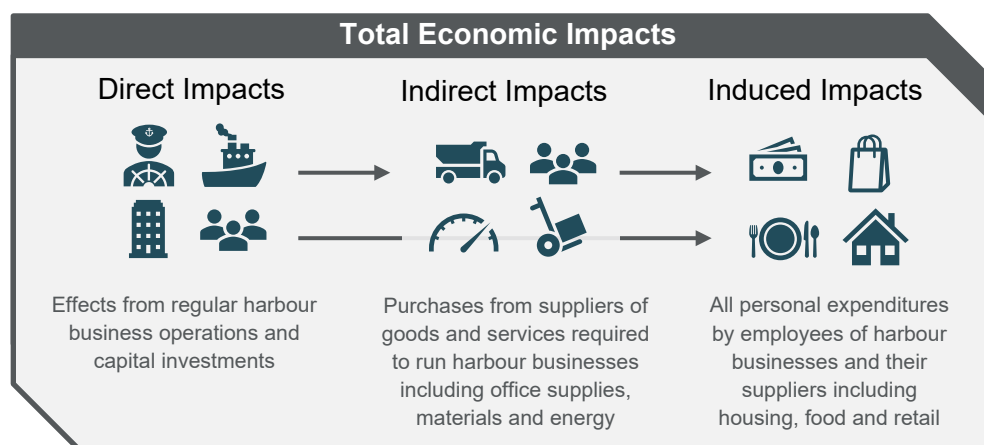 Total Economic Impacts
Direct Impacts
Effects from regular harbour
business operations and
capital investments
Indirect Impacts
Purchases from suppliers of
goods and services required
to run harbour businesses
including office supplies,
materials and energy
Induced Impacts
All personal expenditures
by employees of harbour
businesses and their
suppliers including
housing, food and retail